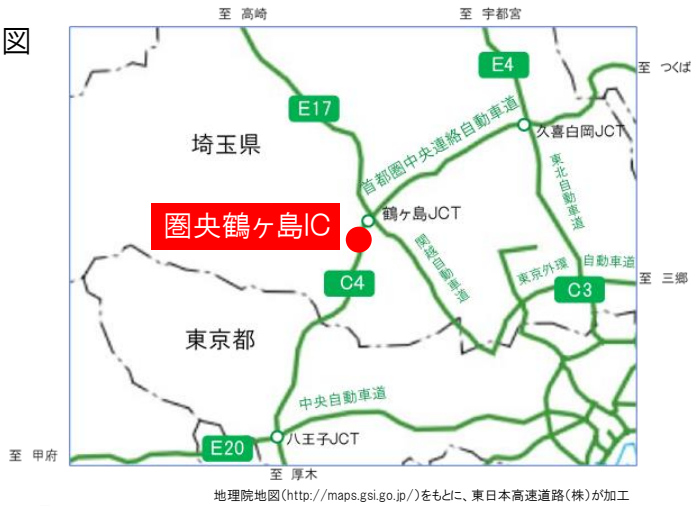 至 高崎
至 宇都宮
図
至 つくば
E4
E17
首都圏中央連絡自動車道
久喜白岡JCT
埼玉県
東北自動車道
圏央鶴ヶ島IC
鶴ヶ島JCT
関越自動車道
東京外環
自動車道
至 三郷
C4
C3
東京都
中央自動車道
八王子JCT
E20
至 甲府
至 厚木
地理院地図(http://maps.gsi.go.jp/)をもとに、東日本高速道路(株)が加工